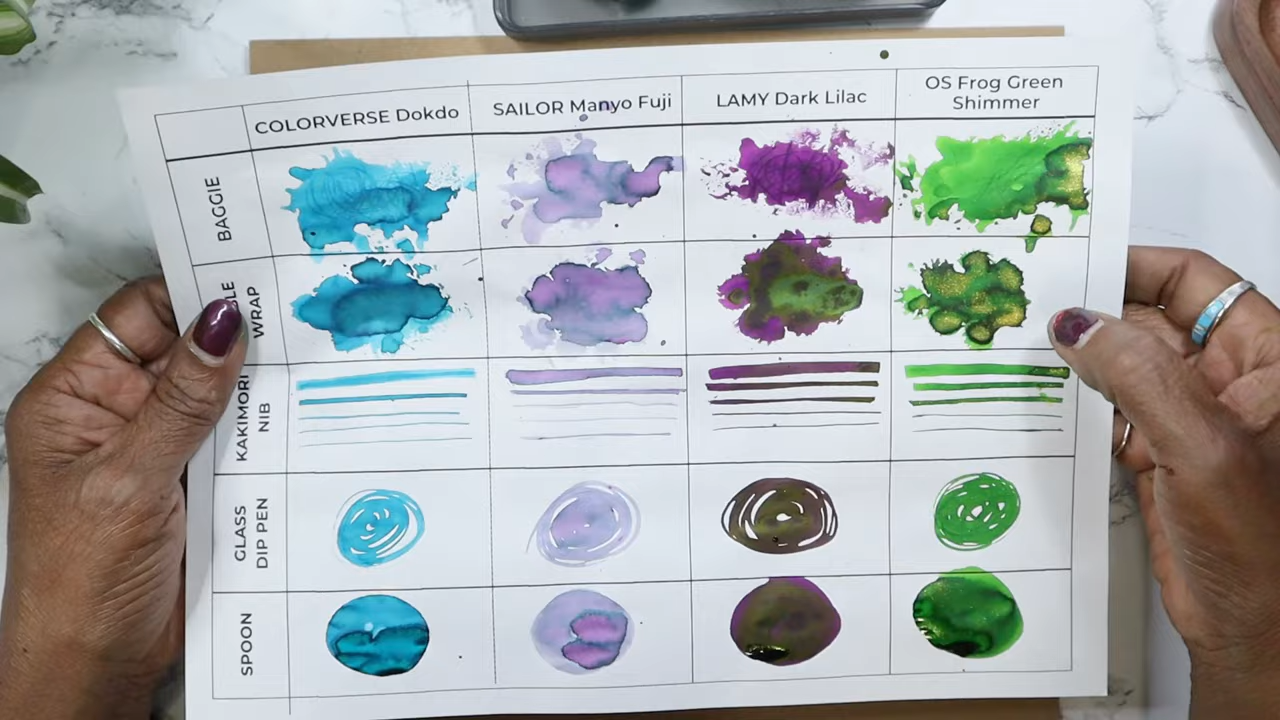 COLORVERSE Dokdo
SAILOR Manyo Fuji
LAMY Dark Lilac
OS Frog Green
Shimmer
BAGGIE
WRAP
KAKIMORI
NIB
GLASS
DIP PEN
SPOON